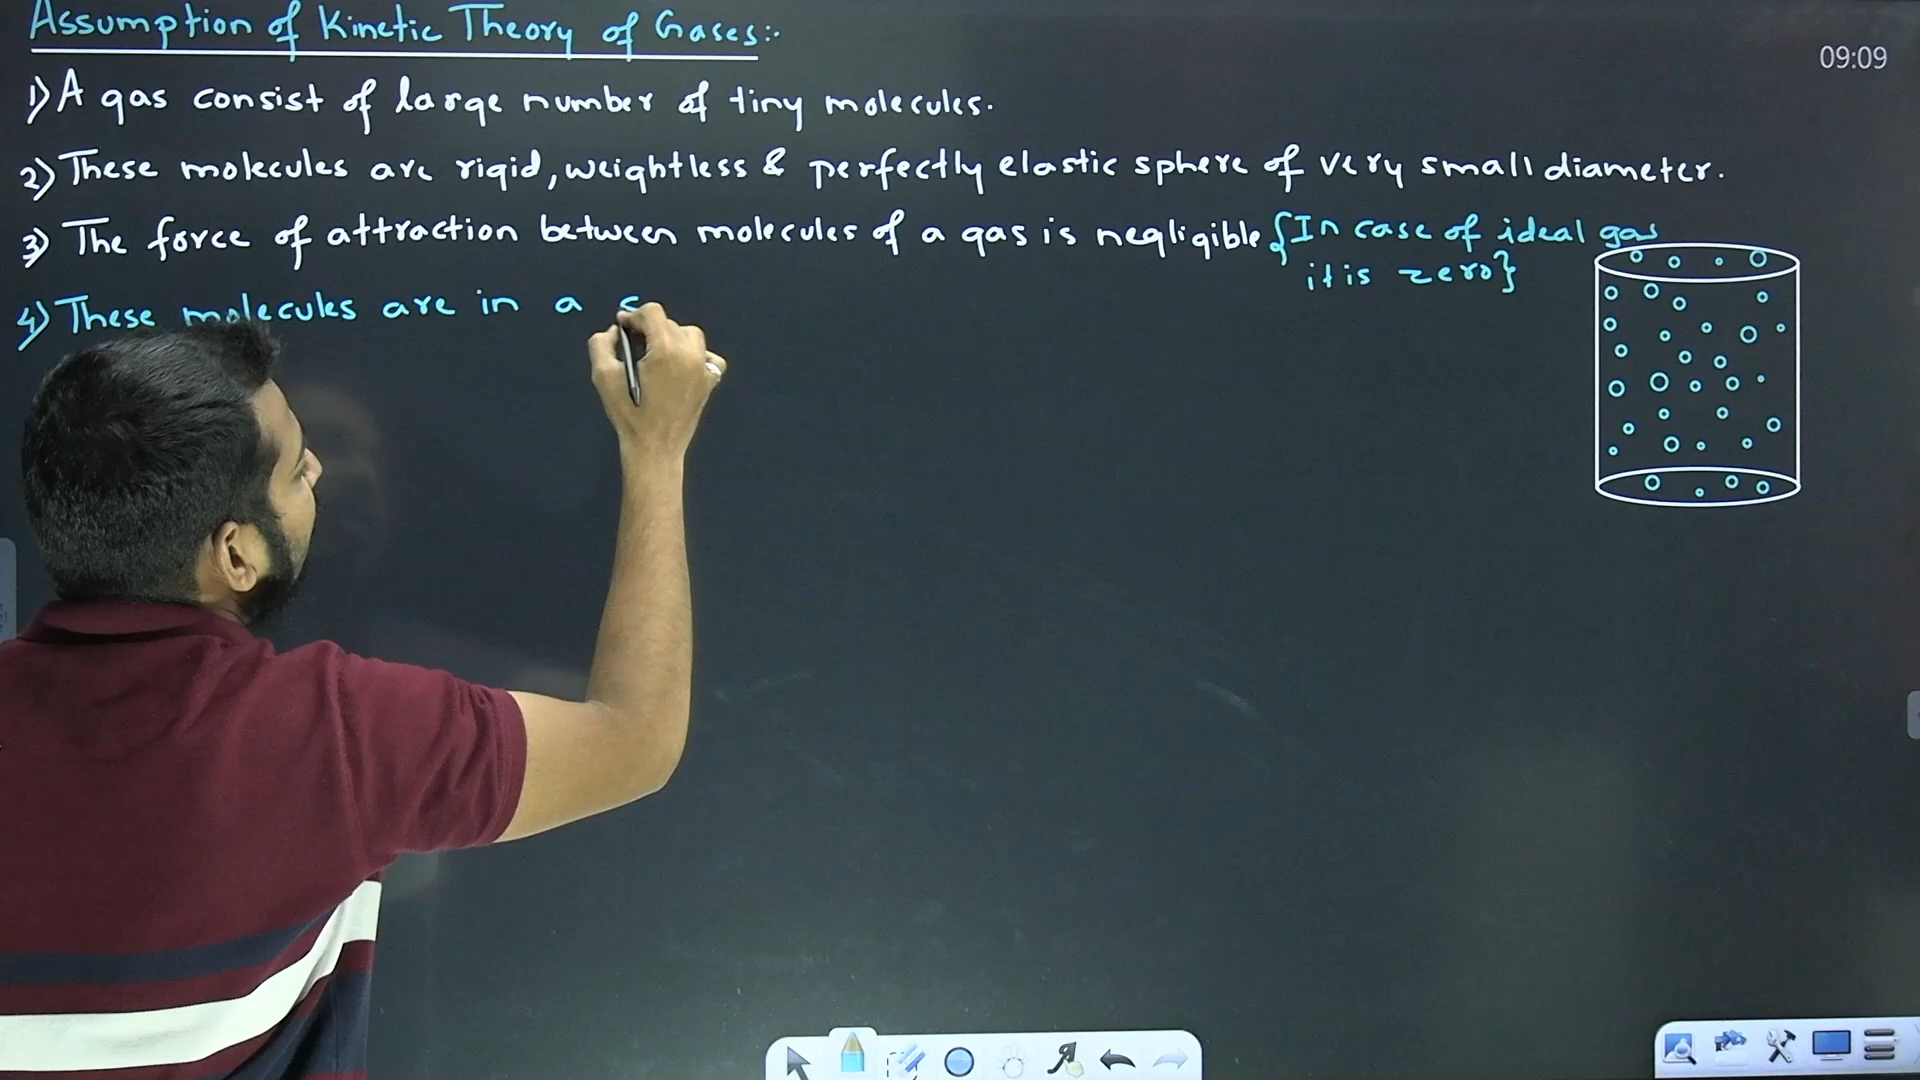 Assumption of Kinetic Theory of Gases:-
09:09
1) A gas consist of large number of tiny molecules.
2) These molecules are rigid, weightless & perfectly elastic sphere of very small diameter.
3) The force of attraction between molecules of a gas is negligible {In case of ideal gas
it is zero}
4) These molecules are in a